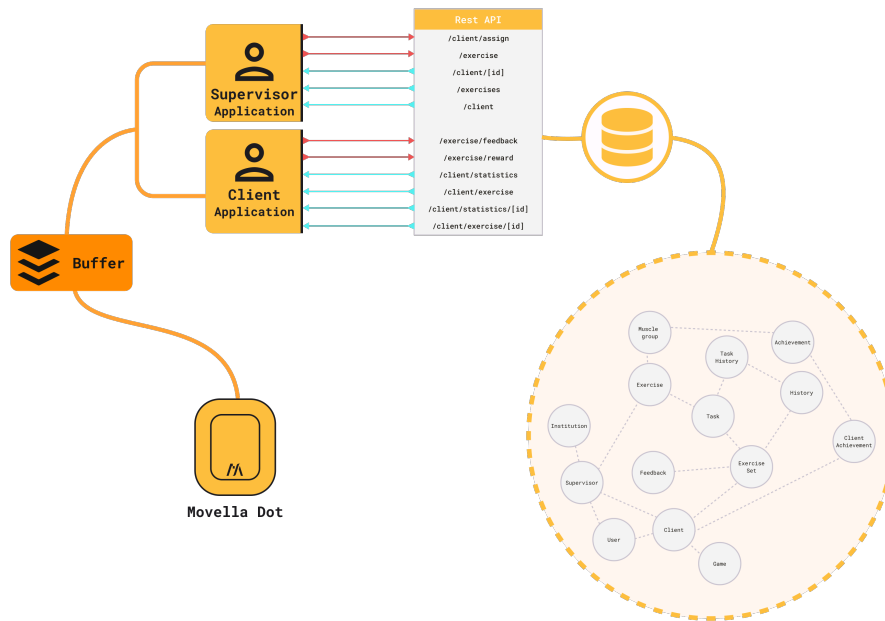 Rest API
/client/assign
/exercise
/client/[id]
/exercises
/client
/exercise/feedback
/exercise/reward
/client/statistics
/client/exercise
/client/statistics/[id]
/client/exercise/[id]
Supervisor
Application
Client
Application
Buffer
Movella Dot
Muscle
group
Achievement
Task
History
Exercise
History
Task
Institution
Client
Achievement
Feedback
Exercise
Set
Supervisor
User
Client
Game